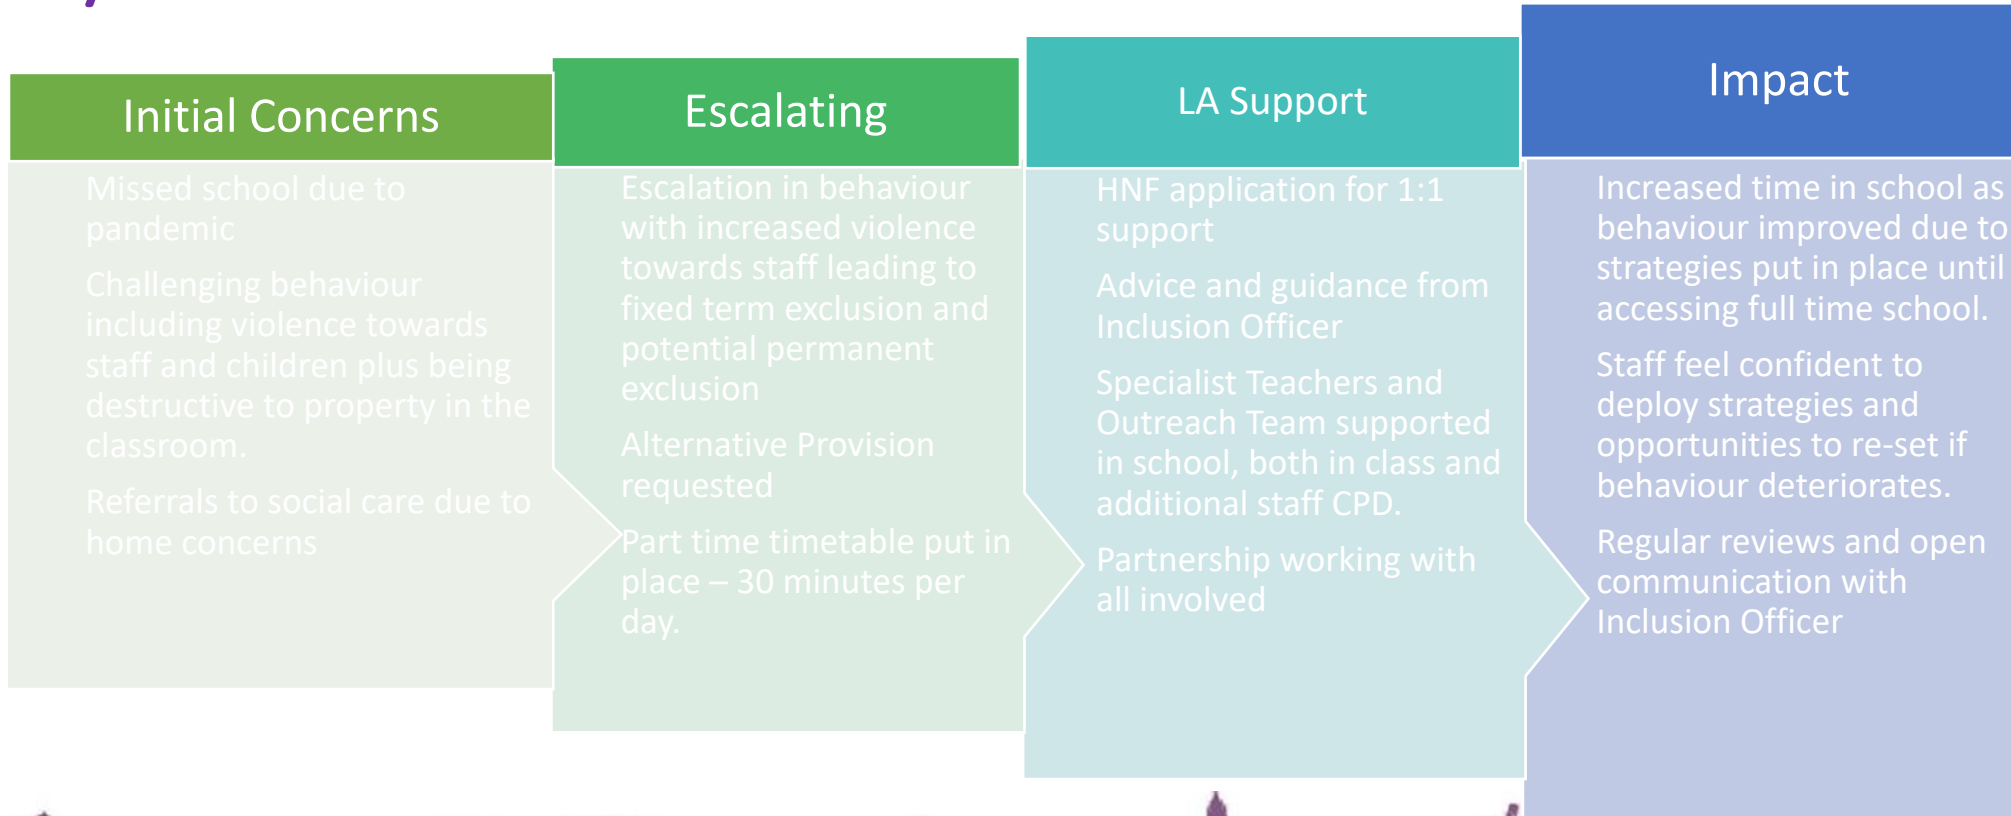 Initial Concerns
Missed school due to
pandemic
Challenging behaviour
including violence towards
staff and children plus being
destructive to property in the
classroom.
Referrals to social care due to
home concerns
Escalating
Escalation in behaviour
with increased violence
towards staff leading to
fixed term exclusion and
potential permanent
exclusion
Alternative Provision
requested
Part time timetable put in
place – 30 minutes per
day.
LA Support
HNF application for 1:1
support
Advice and guidance from
Inclusion Officer
Specialist Teachers and
Outreach Team supported
in school, both in class and
additional staff CPD.
Partnership working with
all involved
Impact
Increased time in school as
behaviour improved due to
strategies put in place until
accessing full time school.
Staff feel confident to
deploy strategies and
opportunities to re-set if
behaviour deteriorates.
Regular reviews and open
communication with
Inclusion Officer